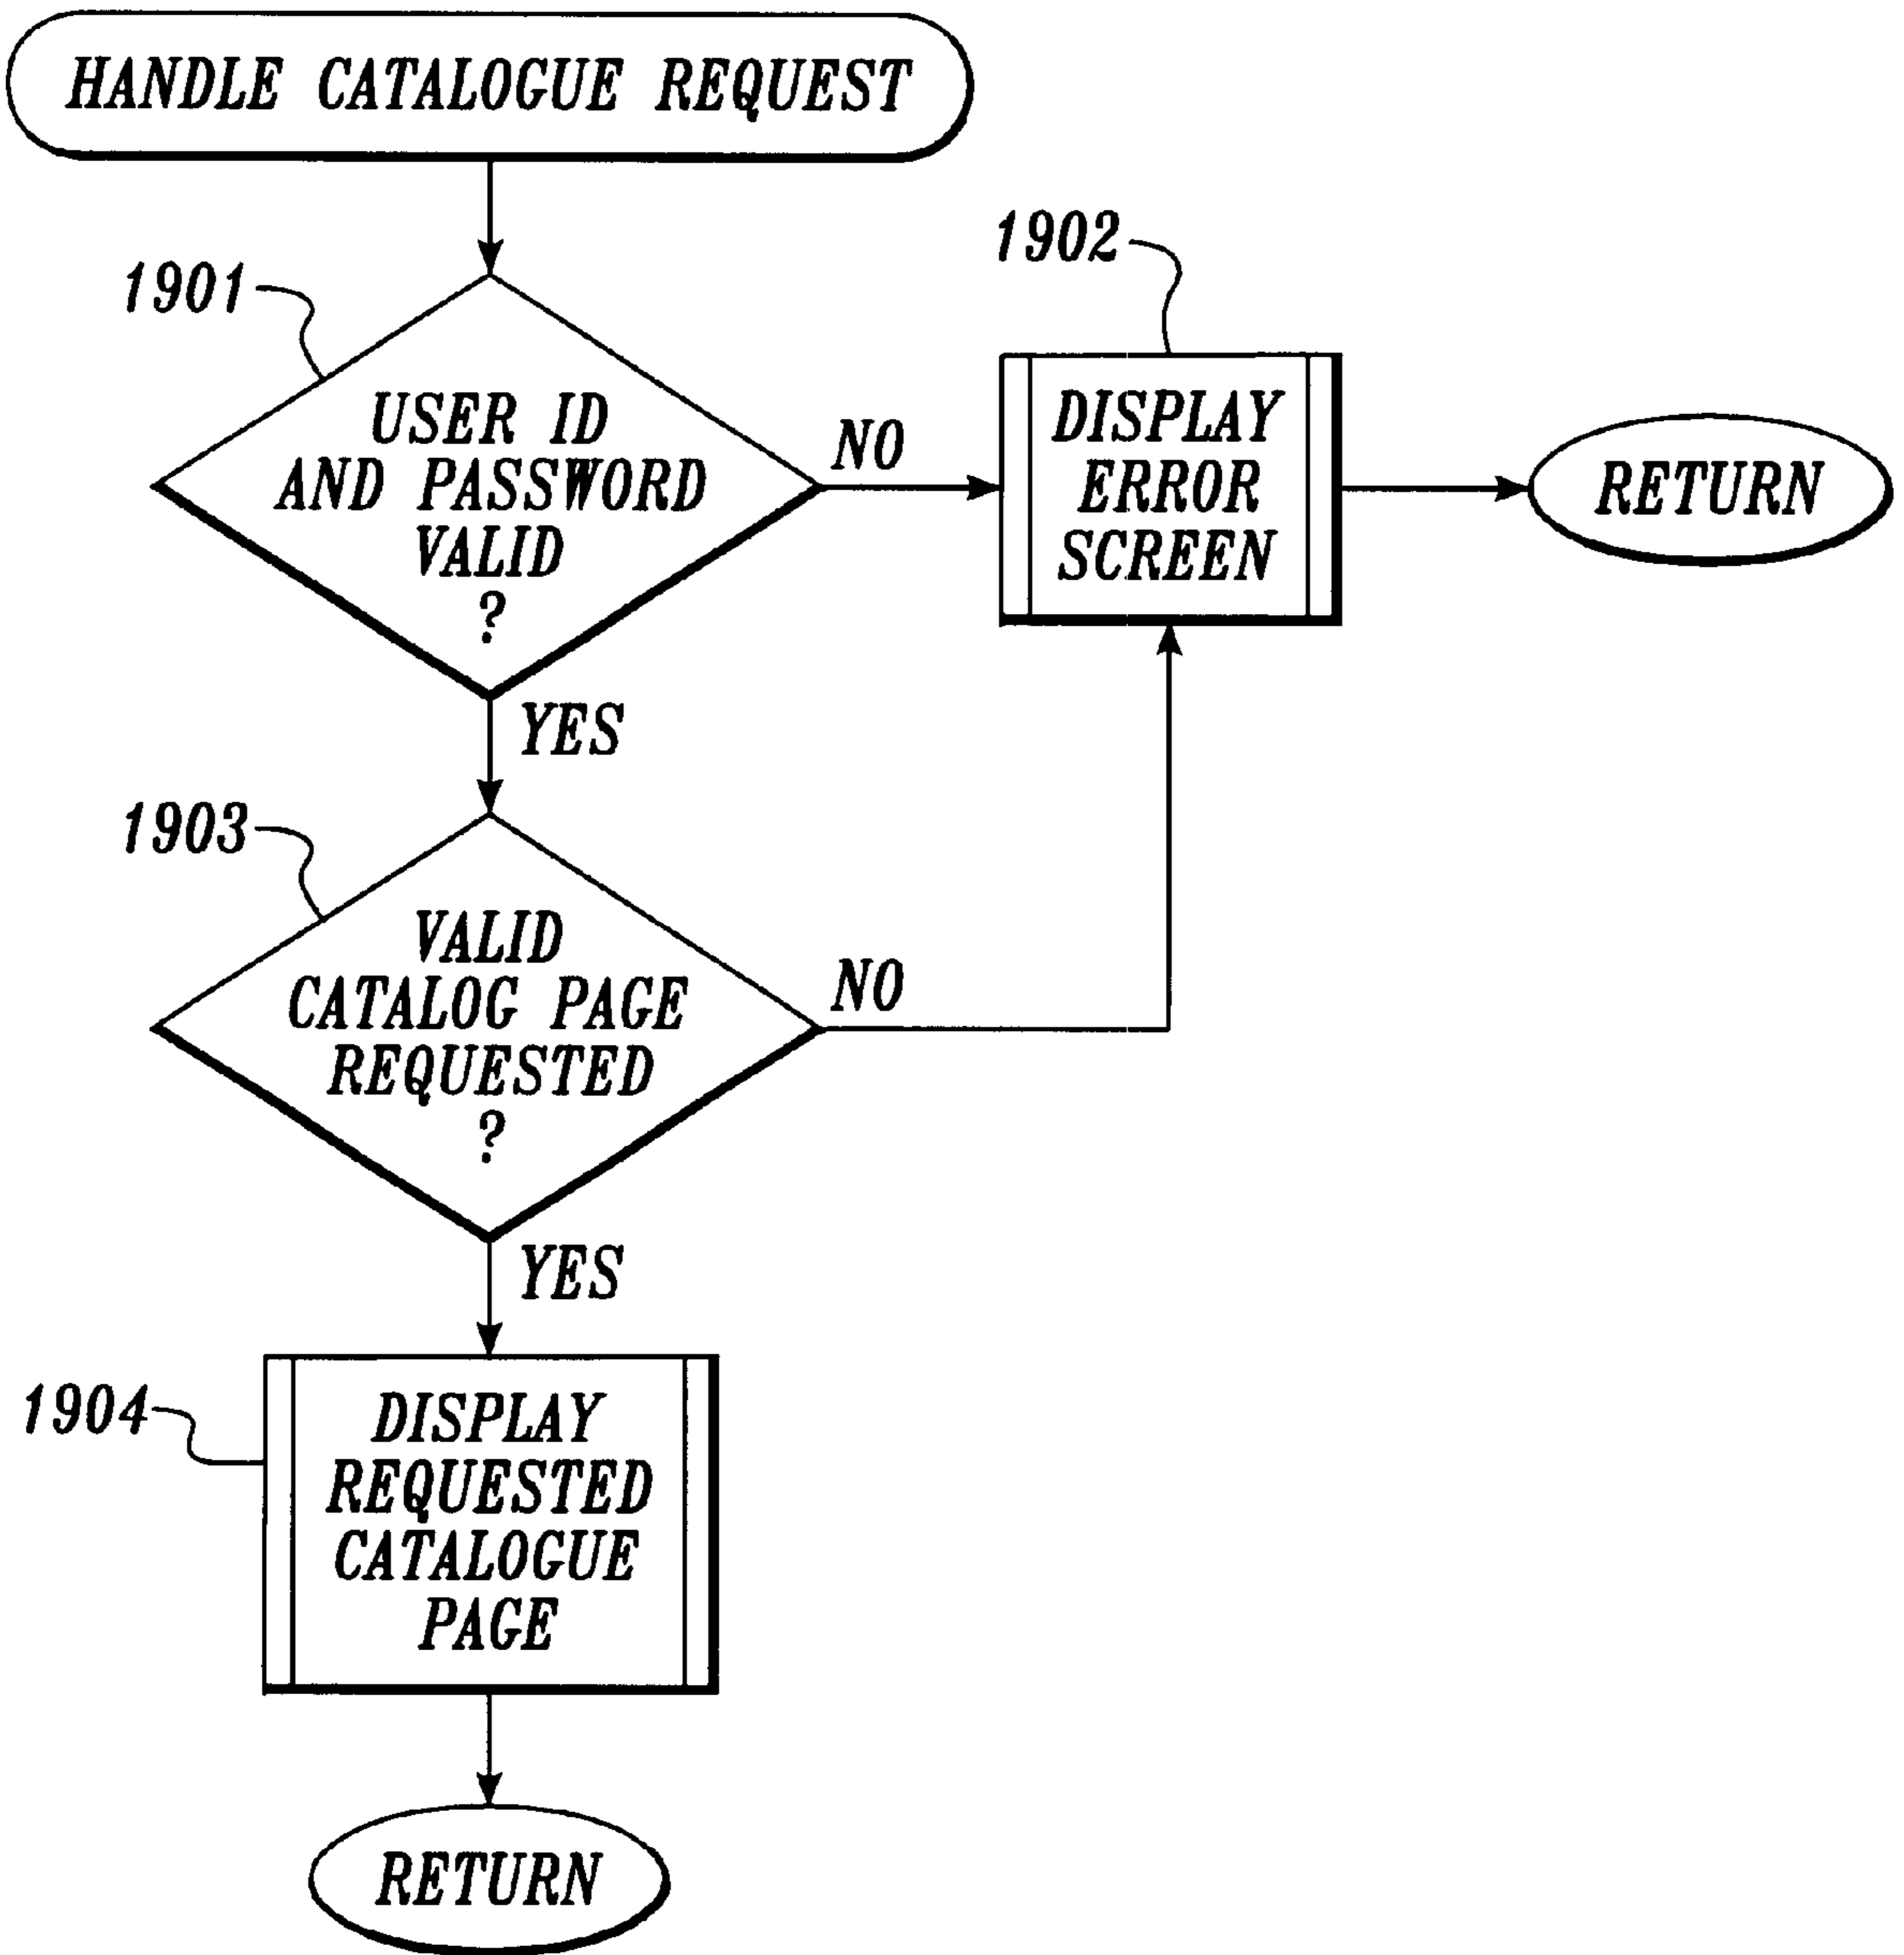 HANDLE CATALOGUE REQUEST
1901
USER ID
AND PASSWORD
VALID
?
NO
1902
DISPLAY
ERROR
SCREEN
RETURN
YES
1903
VALID
CATALOG PAGE
REQUESTED
?
NO
YES
1904
DISPLAY
REQUESTED
CATALOGUE
PAGE
RETURN